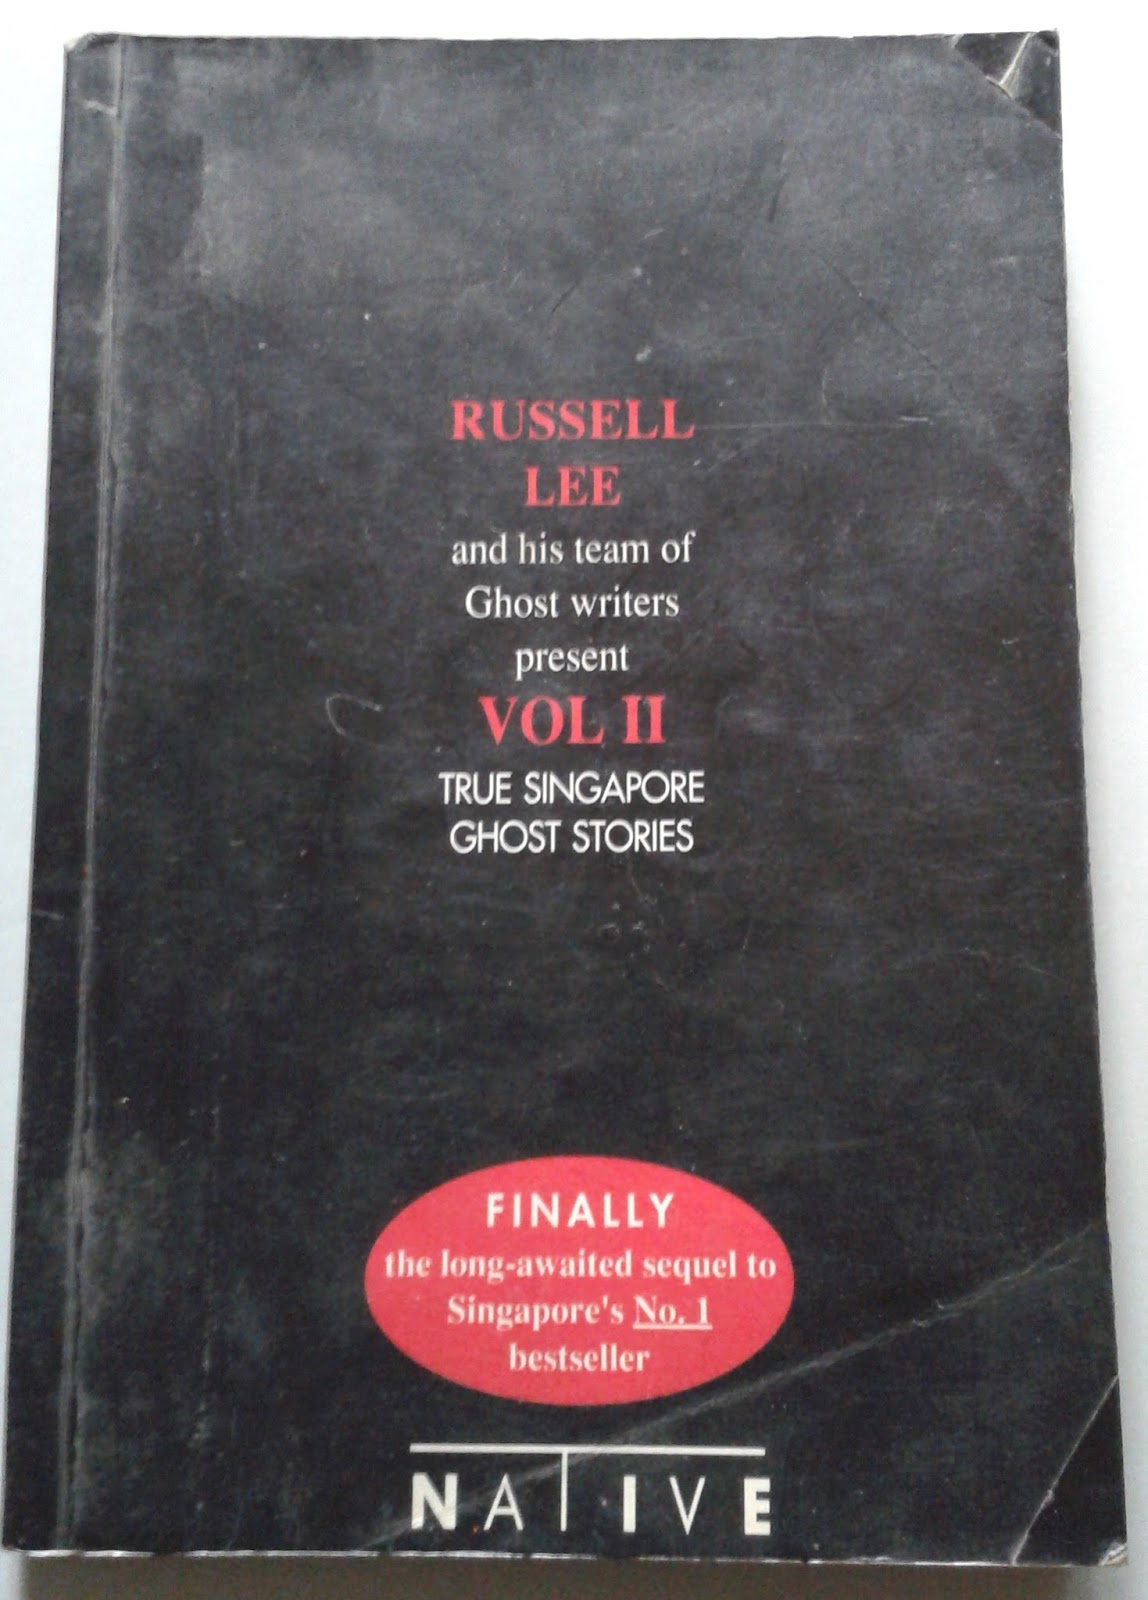 RUSSELL
LEE
and his team of
Ghost writers
present
VOL II
TRUE SINGAPORE
GHOST STORIES
FINALLY
the long-awaited sequel to
Singapore's No. 1
bestseller
NATIVE